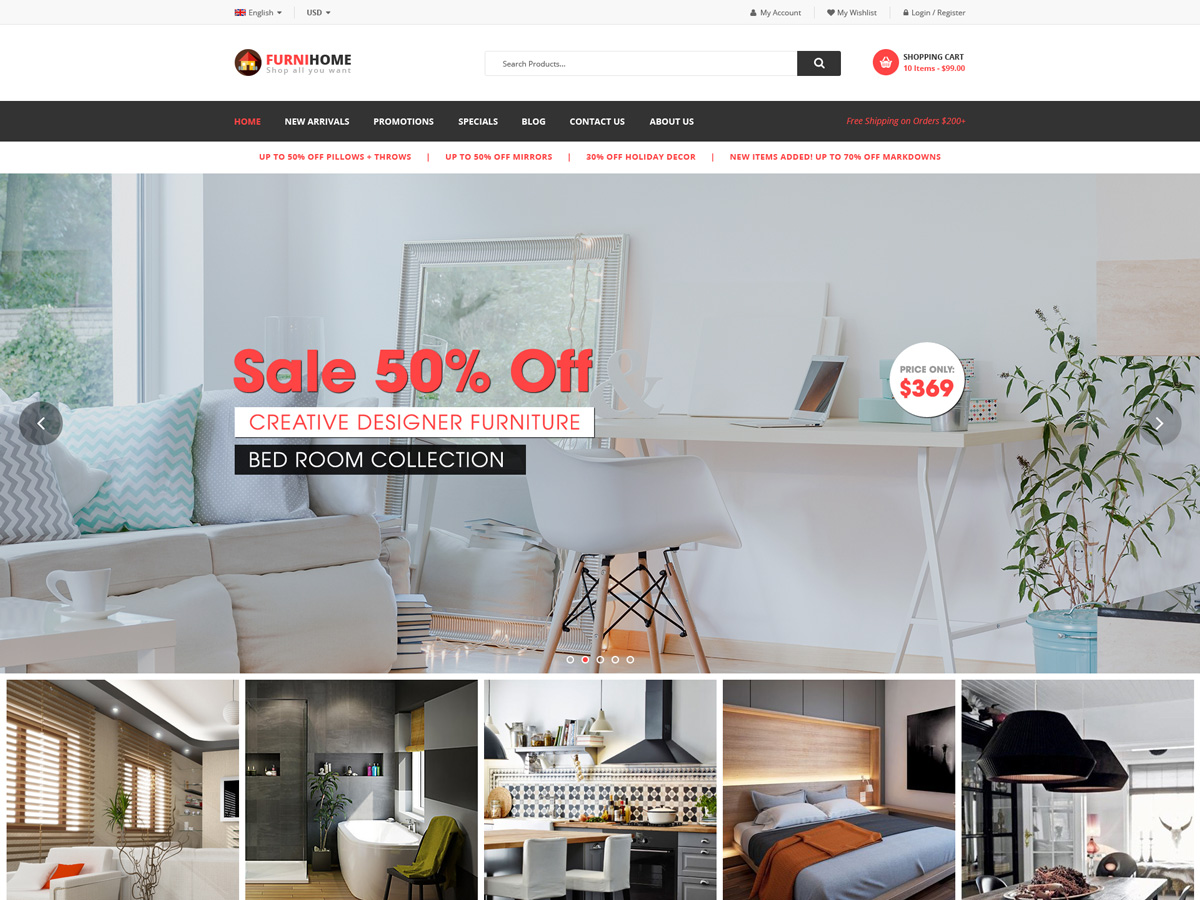 English USD My Account My Wishlist Login / Register
FURNIHOME
Shop all you want
Search Products...
SHOPPING CART
10 Items - $99.00
HOME NEW ARRIVALS PROMOTIONS SPECIALS BLOG CONTACT US ABOUT US Free Shipping on Orders $200+
UP TO 50% OFF PILLOWS + THROWS | UP TO 50% OFF MIRRORS | 30% OFF HOLIDAY DECOR | NEW ITEMS ADDED! UP TO 70% OFF MARKDOWNS
Sale 50% Off
&
CREATIVE DESIGNER FURNITURE
BED ROOM COLLECTION
PRICE ONLY:
$369